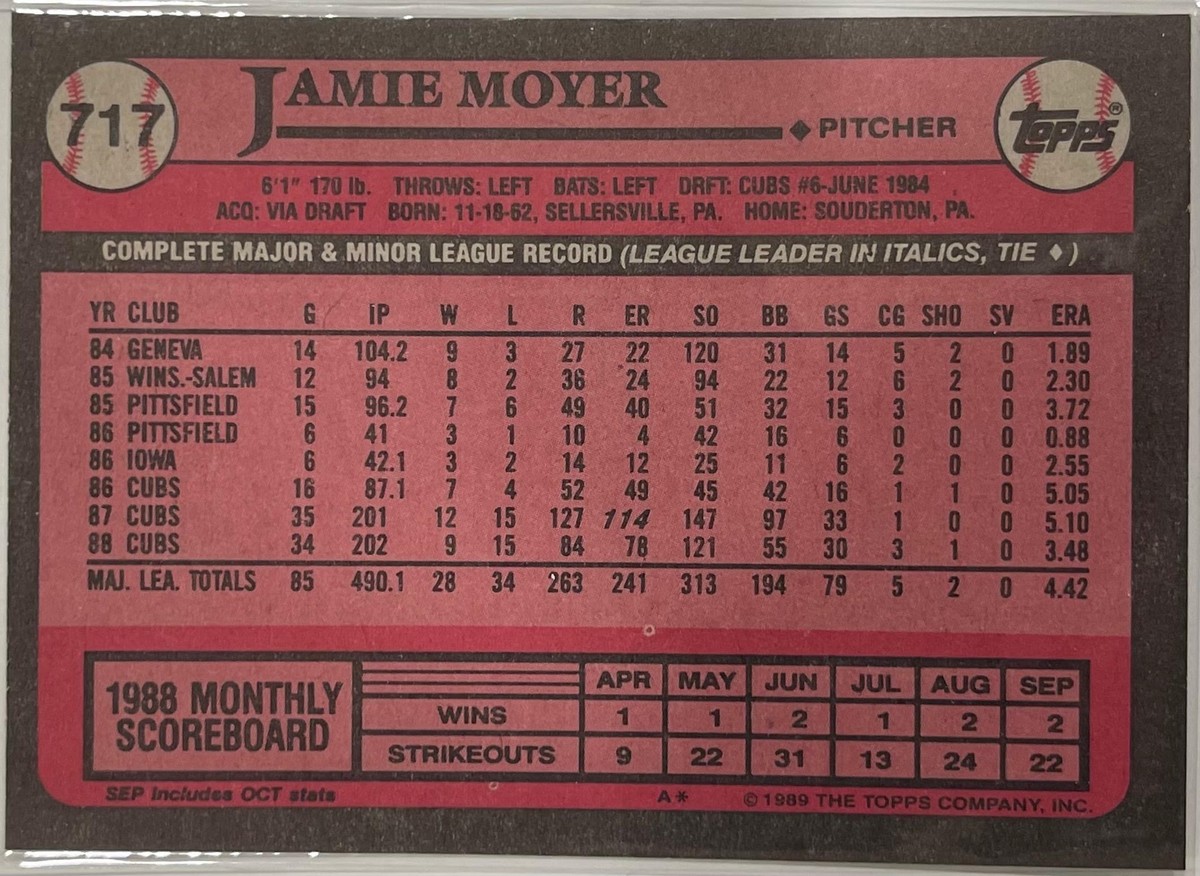 717
JAMIE MOYER
◆ PITCHER
TOPPS®
6'1" 170 lb. THROWS: LEFT BATS: LEFT DRFT: CUBS #6-JUNE 1984
ACQ: VIA DRAFT BORN: 11-18-62, SELLERSVILLE, PA. HOME: SOUDERTON, PA.
COMPLETE MAJOR & MINOR LEAGUE RECORD (LEAGUE LEADER IN ITALICS, TIE ♦)
YR CLUB G IP W L R ER SO BB GS CG SHO SV ERA
84 GENEVA 14 104.2 9 3 27 22 120 31 14 5 2 0 1.89
85 WINS.-SALEM 12 94 8 2 36 24 94 22 12 6 2 0 2.30
85 PITTSFIELD 15 96.2 7 6 49 40 51 32 15 3 0 0 3.72
86 PITTSFIELD 6 41 3 1 10 4 42 16 6 0 0 0 0.88
86 IOWA 6 42.1 3 2 14 12 25 11 6 2 0 0 2.55
86 CUBS 16 87.1 7 4 52 49 45 42 16 1 1 0 5.05
87 CUBS 35 201 12 15 127 114 147 97 33 1 0 0 5.10
88 CUBS 34 202 9 15 84 78 121 55 30 3 1 0 3.48
MAJ. LEA. TOTALS 85 490.1 28 34 263 241 313 194 79 5 2 0 4.42
1988 MONTHLY
SCOREBOARD
APR MAY JUN JUL AUG SEP
WINS 1 1 2 1 2 2
STRIKEOUTS 9 22 31 13 24 22
SEP Includes OCT stats A* © 1989 THE TOPPS COMPANY, INC.